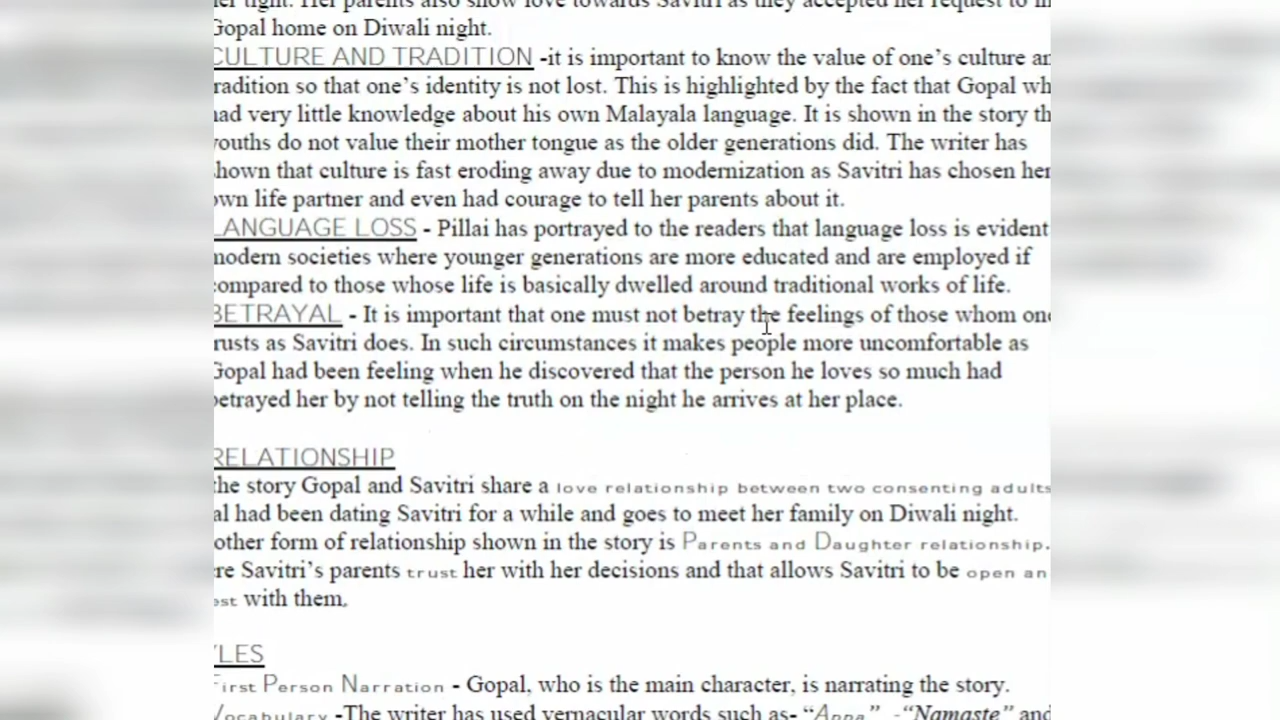 her parents also show love towards Savitri as they accepted her request to
Gopal home on Diwali night.
CULTURE AND TRADITION -it is important to know the value of one's culture
tradition so that one's identity is not lost. This is highlighted by the fact that Gopal
had very little knowledge about his own Malayala language. It is shown in the story
youths do not value their mother tongue as the older generations did. The writer has
shown that culture is fast eroding away due to modernization as Savitri has chosen her
own life partner and even had courage to tell her parents about it.
LANGUAGE LOSS - Pillai has portrayed to the readers that language loss is evident
modern societies where younger generations are more educated and are employed if
compared to those whose life is basically dwelled around traditional works of life.
BETRAYAL - It is important that one must not betray the feelings of those whom one
trusts as Savitri does. In such circumstances it makes people more uncomfortable as
Gopal had been feeling when he discovered that the person he loves so much had
betrayed her by not telling the truth on the night he arrives at her place.
RELATIONSHIP
the story Gopal and Savitri share a love relationship between two consenting adults
al had been dating Savitri for a while and goes to meet her family on Diwali night.
other form of relationship shown in the story is Parents and Daughter relationship.
re Savitri's parents trust her with her decisions and that allows Savitri to be open an
est with them.
YLES
First Person Narration - Gopal, who is the main character, is narrating the story.
Vocabulary -The writer has used vernacular words such as- "Anna" -"Namaste" and